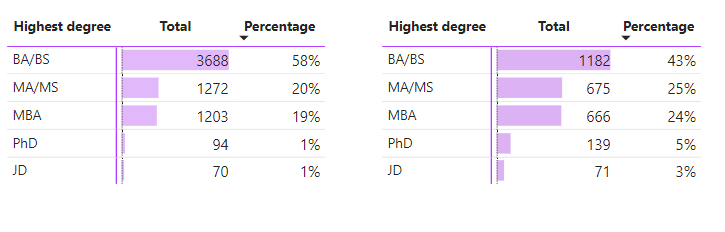 Highest degree Total Percentage
BA/BS 3688 58%
MA/MS 1272 20%
MBA 1203 19%
PhD 94 1%
JD 70 1%
Highest degree Total Percentage
BA/BS 1182 43%
MA/MS 675 25%
MBA 666 24%
PhD 139 5%
JD 71 3%